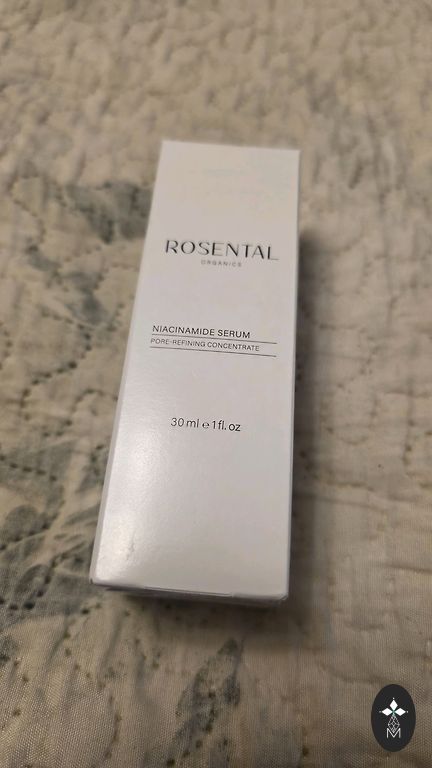 ROSENTAL
ORGANICS
NIACINAMIDE SERUM
PORE-REFINING CONCENTRATE
30 ml e 1 fl. oz
M